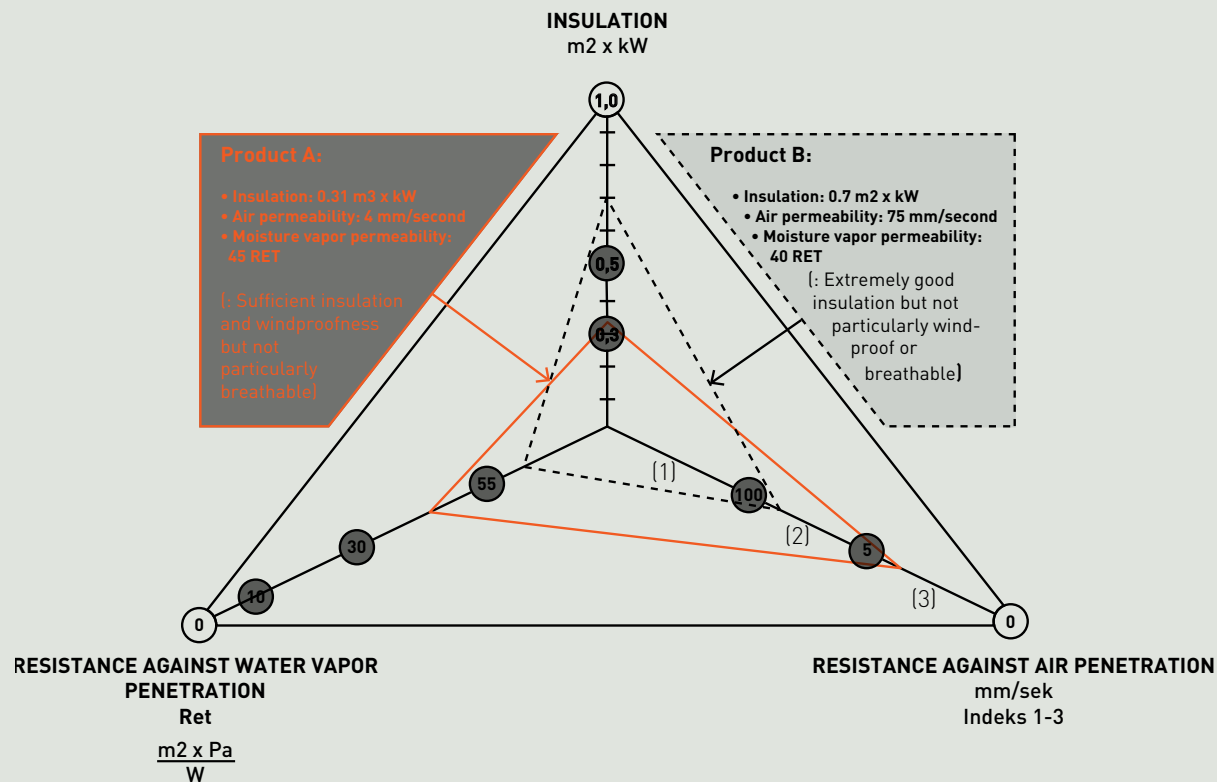 INSULATION
m2 x kW
1,0
Product A:
• Insulation: 0.31 m3 x kW
• Air permeability: 4 mm/second
• Moisture vapor permeability:
45 RET
(: Sufficient insulation
and windproofness
but not
particularly
breathable)
Product B:
• Insulation: 0.7 m2 x kW
• Air permeability: 75 mm/second
• Moisture vapor permeability:
40 RET
(: Extremely good
insulation but not
particularly wind-
proof or
breathable)
0,5
0,3
(1)
55
100
(2)
30
5
10
(3)
0
0
RESISTANCE AGAINST WATER VAPOR
PENETRATION
Ret
m2 x Pa
W
RESISTANCE AGAINST AIR PENETRATION
mm/sek
Indeks 1-3